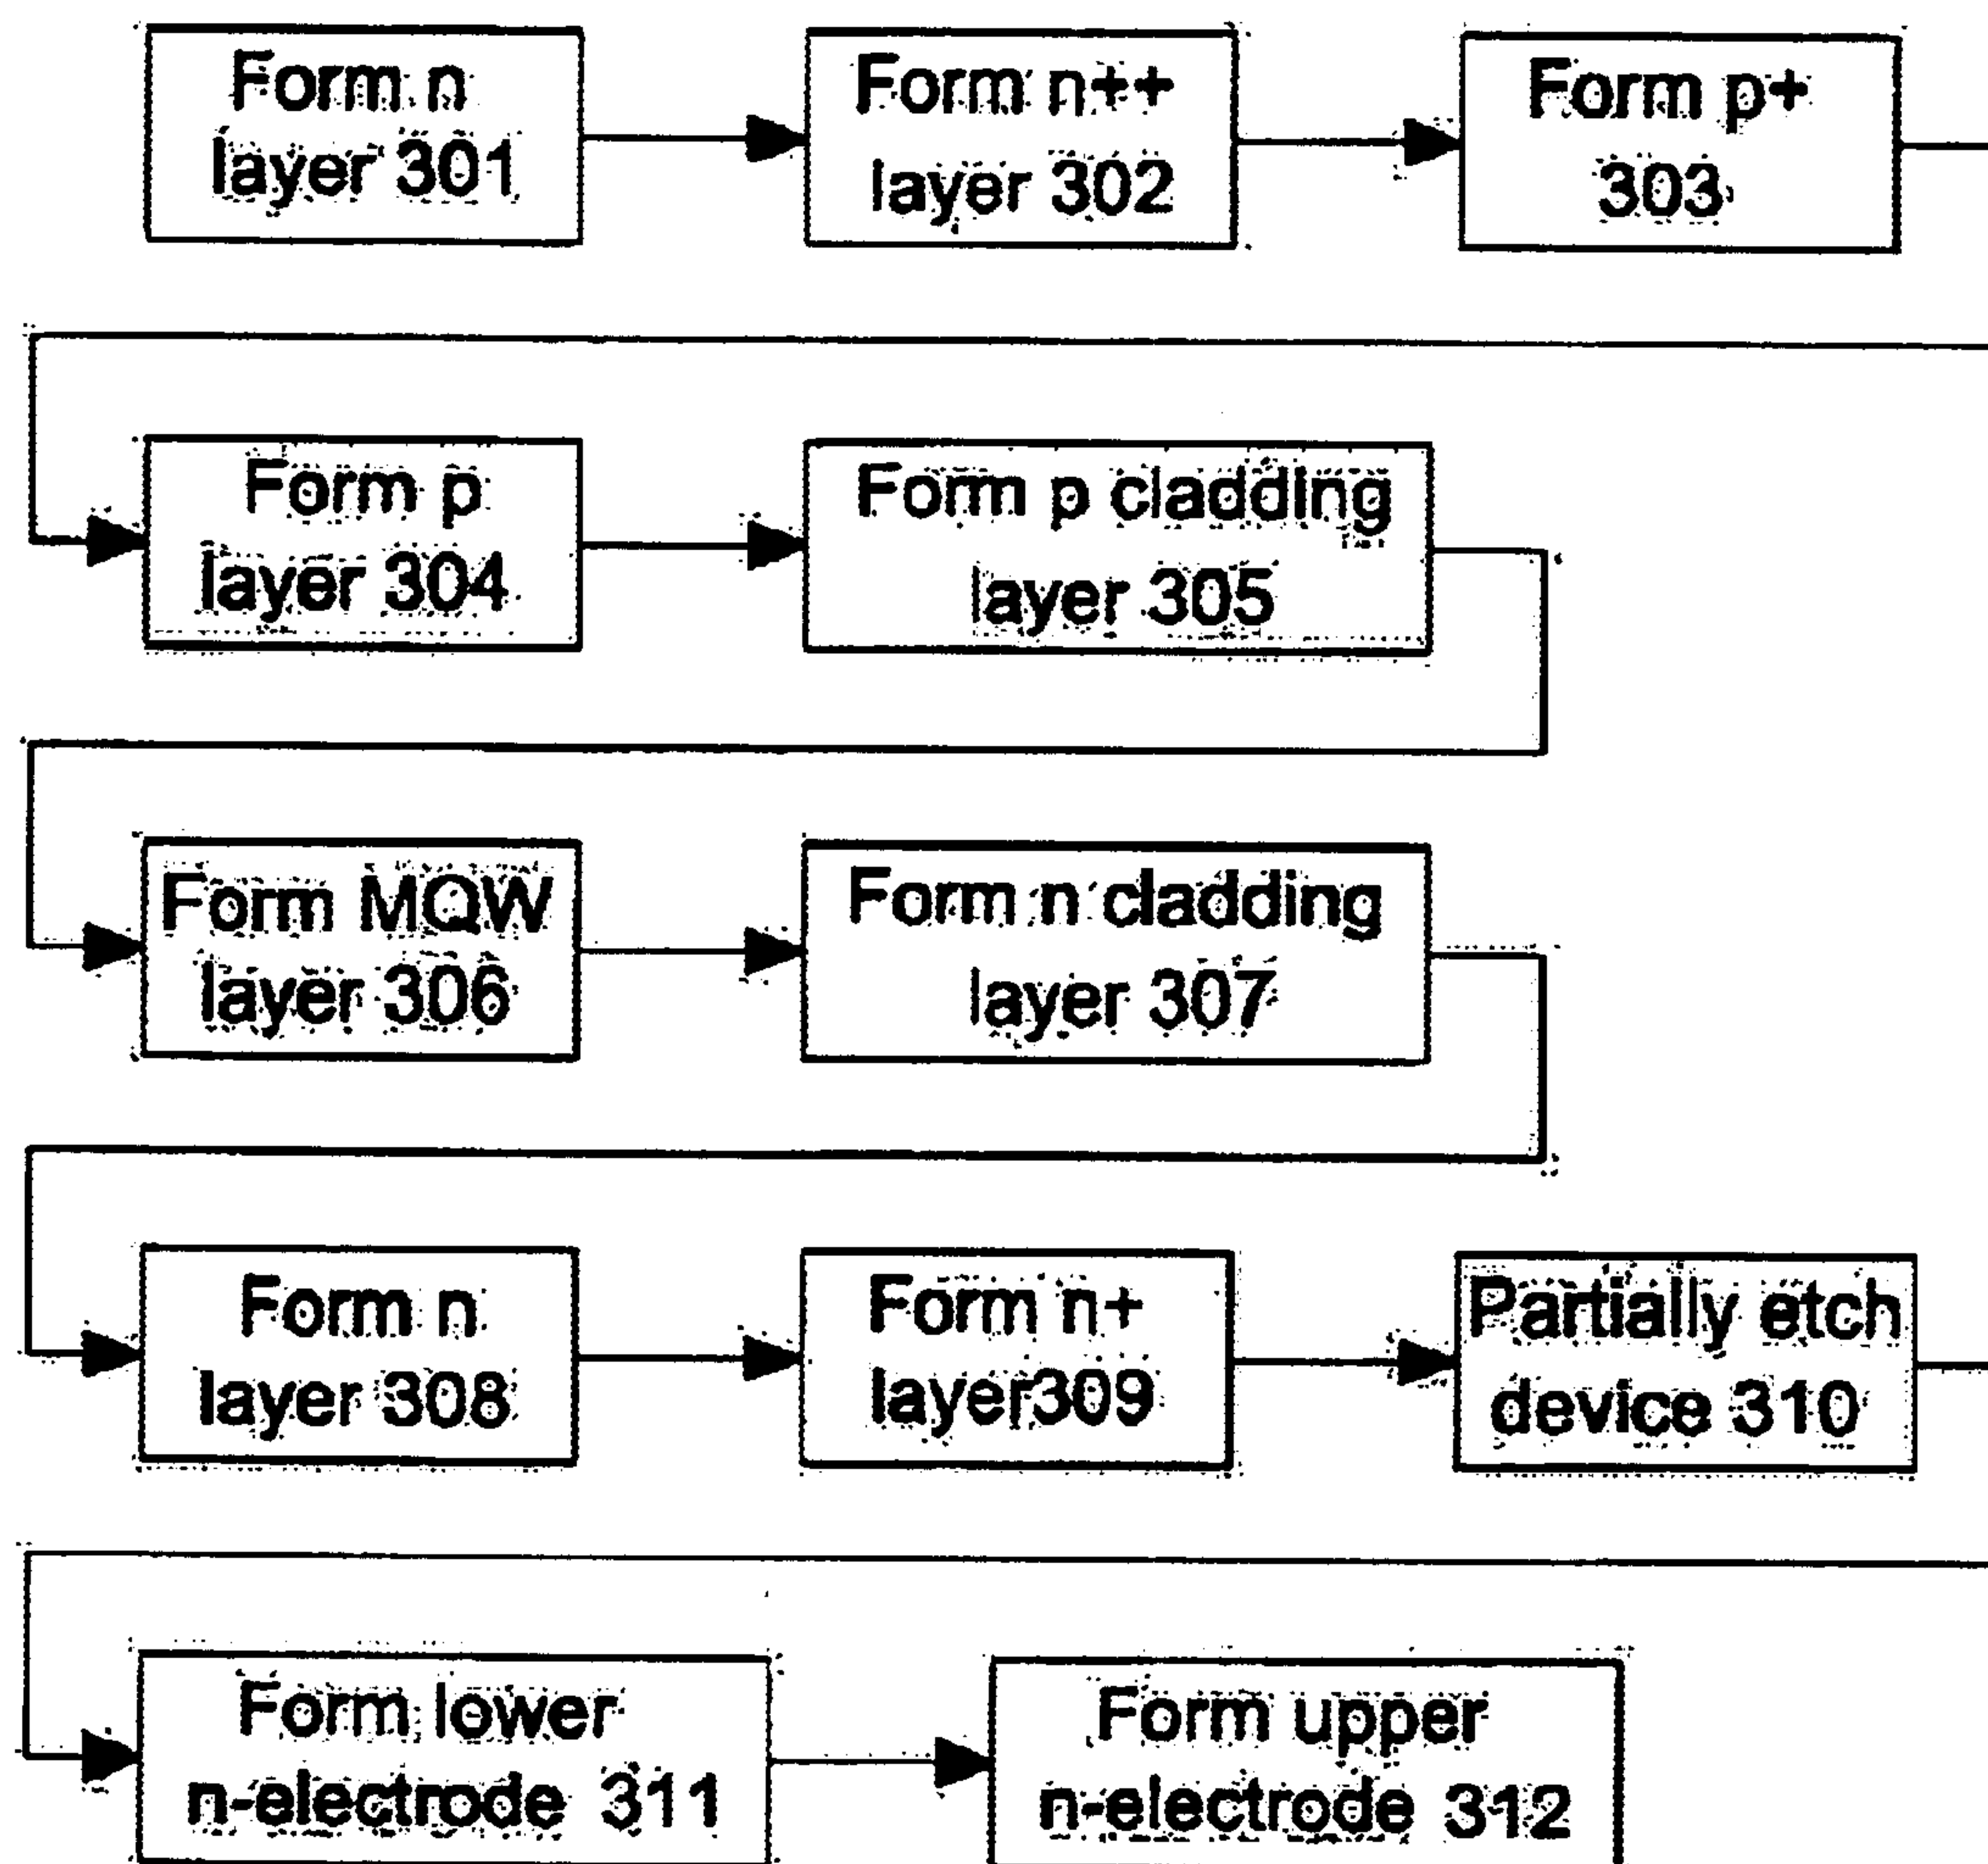 Form n
layer 301
Form n++
layer 302
Form p+
303
Form p
layer 304
Form p cladding
layer 305
Form MQW
layer 306
Form n cladding
layer 307
Form n
layer 308
Form n+
layer309
Partially etch
device 310
Form lower
n-electrode 311
Form upper
n-electrode 312